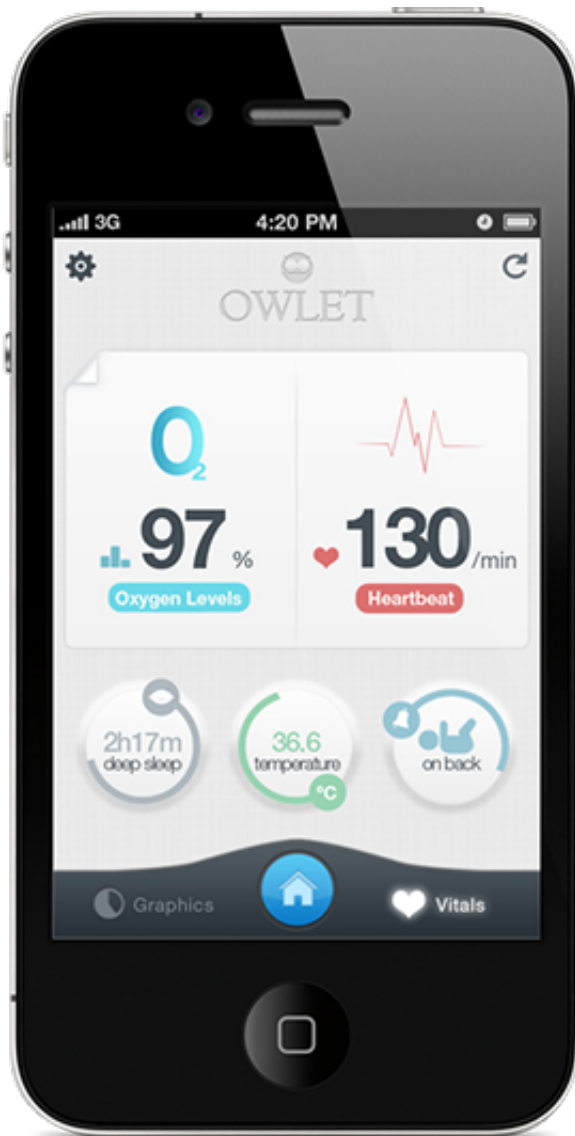 3G 4:20 PM
OWLET
O2
97 % 130 /min
Oxygen Levels Heartbeat
2h17m 36.6
deep sleep temperature on back
ºC
Graphics Vitals